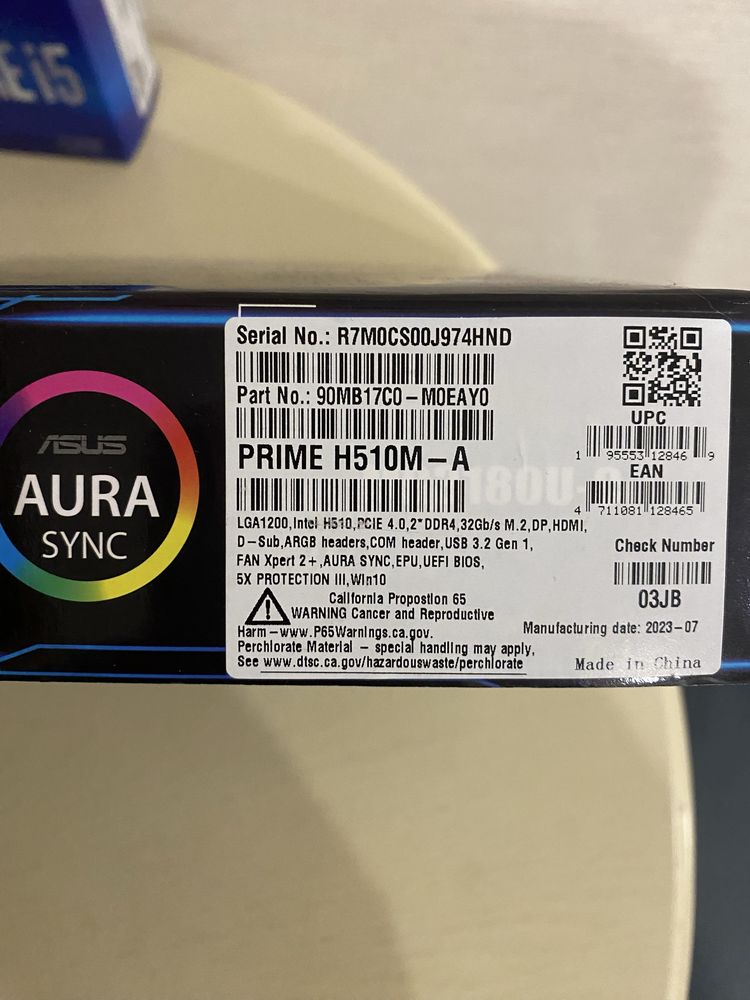 i5
ASUS
AURA
SYNC
Serial No.: R7M0CS00J974HND
Part No.: 90MB17C0-M0EAY0
PRIME H510M-A
LGA1200,Intel H510,PCIE 4.0,2*DDR4,32Gb/s M.2,DP,HDMI,
D-Sub,ARGB headers,COM header,USB 3.2 Gen 1,
FAN Xpert 2+,AURA SYNC,EPU,UEFI BIOS,
5X PROTECTION III,Win10
California Propostion 65
WARNING Cancer and Reproductive
Harm-www.P65Warnings.ca.gov.
Perchlorate Material - special handling may apply,
See www.dtsc.ca.gov/hazardouswaste/perchlorate
UPC
1 95553 12846 9
EAN
4 711081 128465
Check Number
03JB
Manufacturing date: 2023-07
Made in China